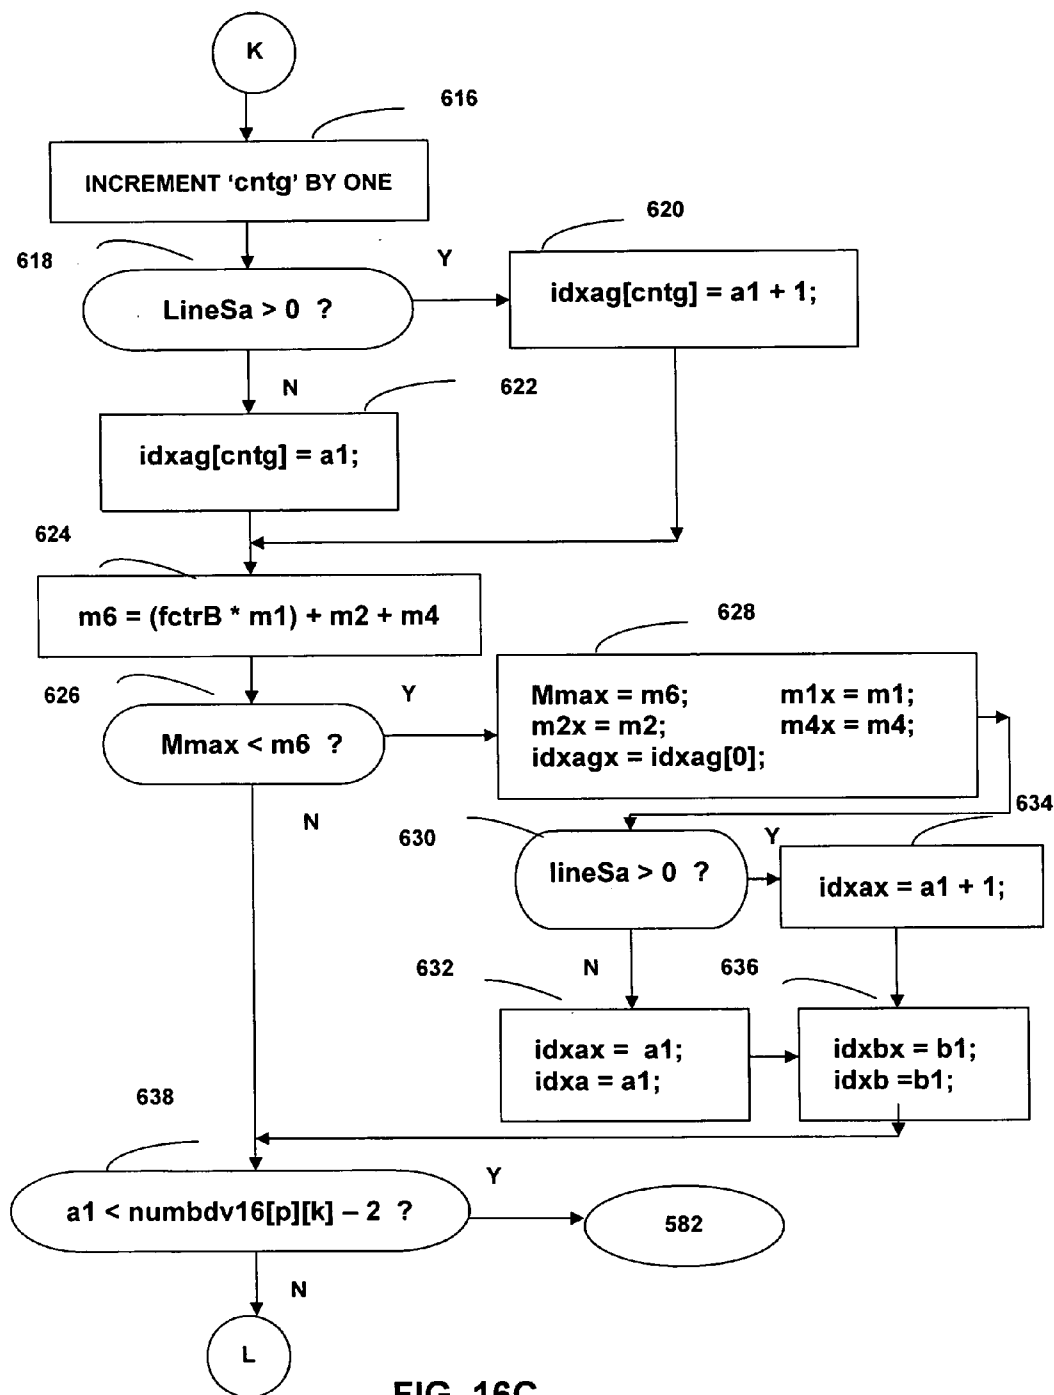 K
616
INCREMENT ‘cntg’ BY ONE
618
LineSa > 0 ?
Y
620
idxag[cntg] = a1 + 1;
N
622
idxag[cntg] = a1;
624
m6 = (fctrB * m1) + m2 + m4
626
Mmax < m6 ?
Y
628
Mmax = m6; m1x = m1;
m2x = m2; m4x = m4;
idxagx = idxag[0];
N
630
lineSa > 0 ?
Y
634
idxax = a1 + 1;
N
632
idxax = a1;
idxa = a1;
636
idxbx = b1;
idxb =b1;
638
a1 < numbdv16[p][k] – 2 ?
Y
582
N
L
FIG. 16C